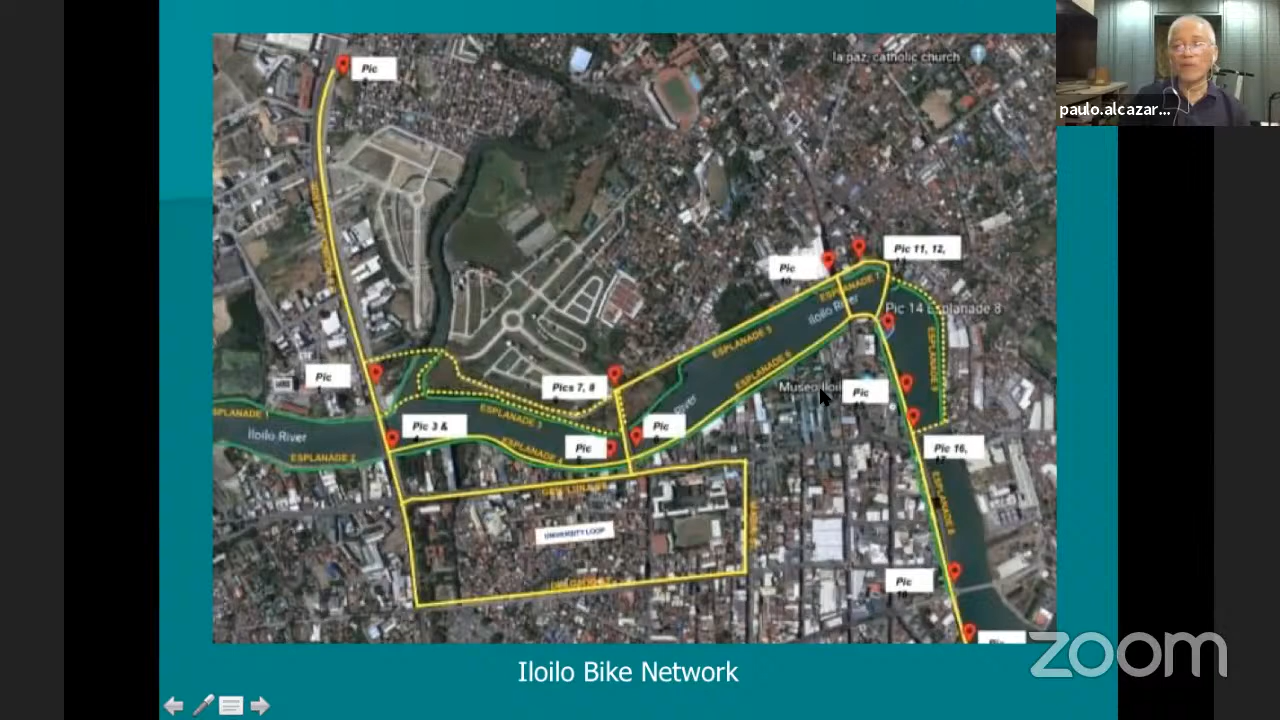 paulo.alcazar...
Pic
la paz, catholic church
Pic 11, 12,
Pic
ESPLANADE 7
Iloilo River
Pic 14 Esplanade 8
ESPLANADE 5
ESPLANADE 6
Pic
Pics 7, 8
Museo Iloil
Pic
ESPLANADE 1
ESPLANADE 3
Pic 3 &
Pic
Iloilo River
ESPLANADE
Pic
Pic 16,
ESPLANADE 2
UNIVERSITY LOOP
Pic
Pic
zoom
Iloilo Bike Network